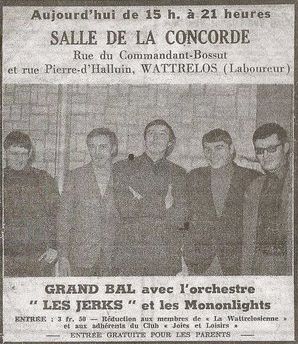 Aujourd'hui de 15 h. à 21 heures
SALLE DE LA CONCORDE
Rue du Commandant-Bossut
et rue Pierre-d'Halluin, WATTRELOS (Laboureur)
GRAND BAL avec l'orchestre
" LES JERKS " et les Mononlights
ENTRÉE : 3 fr. 50 — Réduction aux membres de « La Wattrelosienne »
et aux adhérents du Club « Joies et Loisirs »
— ENTRÉE GRATUITE POUR LES PARENTS —